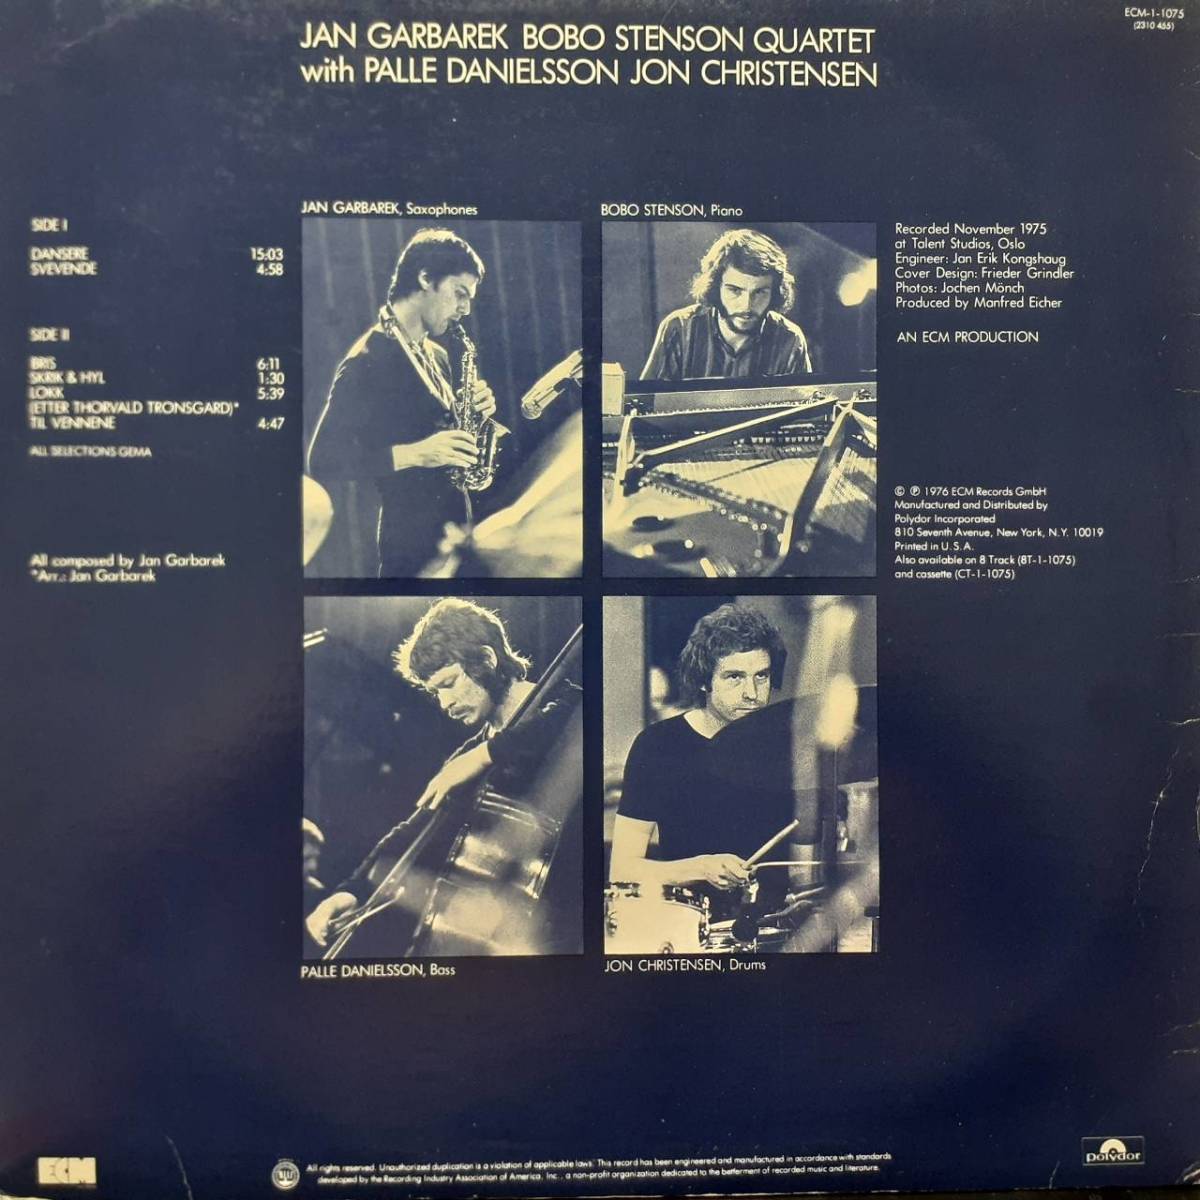 ECM-1-1075
(2310 455)
JAN GARBAREK BOBO STENSON QUARTET
with PALLE DANIELSSON JON CHRISTENSEN
SIDE I
DANSERE 15:03
SVEVENDE 4:58
SIDE II
BRIS 6:11
SKRIK & HYL 1:30
LOKK 5:39
(ETTER THORVALD TRONSGARD)*
TIL VENNENE 4:47
ALL SELECTIONS GEMA
All composed by Jan Garbarek
*Arr.: Jan Garbarek
JAN GARBAREK, Saxophones
BOBO STENSON, Piano
PALLE DANIELSSON, Bass
JON CHRISTENSEN, Drums
Recorded November 1975
at Talent Studios, Oslo
Engineer: Jan Erik Kongshaug
Cover Design: Frieder Grindler
Photos: Jochen Mönch
Produced by Manfred Eicher
AN ECM PRODUCTION
© ℗ 1976 ECM Records GmbH
Manufactured and Distributed by
Polydor Incorporated
810 Seventh Avenue, New York, N.Y. 10019
Printed in U.S.A.
Also available on 8 Track (8T-1-1075)
and cassette (CT-1-1075)
ECM
All rights reserved. Unauthorized duplication is a violation of applicable laws. This record has been engineered and manufactured in accordance with standards
developed by the Recording Industry Association of America, Inc., a non-profit organization dedicated to the betterment of recorded music and literature.
polydor